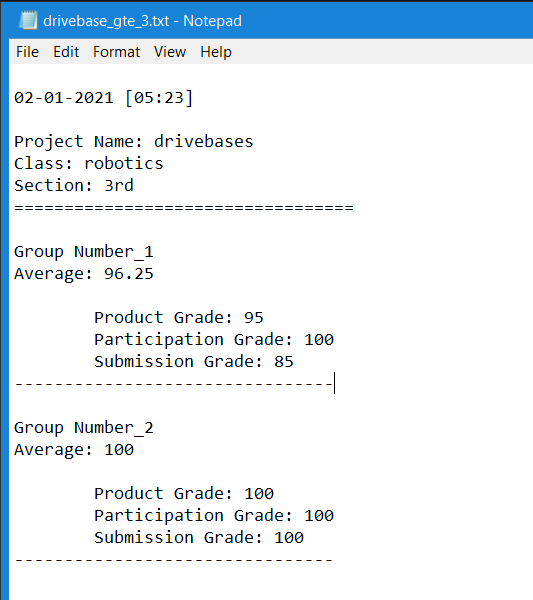 drivebase_gte_3.txt - Notepad
File Edit Format View Help
02-01-2021 [05:23]
Project Name: drivebases
Class: robotics
Section: 3rd
==================================
Group Number_1
Average: 96.25
Product Grade: 95
Participation Grade: 100
Submission Grade: 85
--------------------------------
Group Number_2
Average: 100
Product Grade: 100
Participation Grade: 100
Submission Grade: 100
--------------------------------